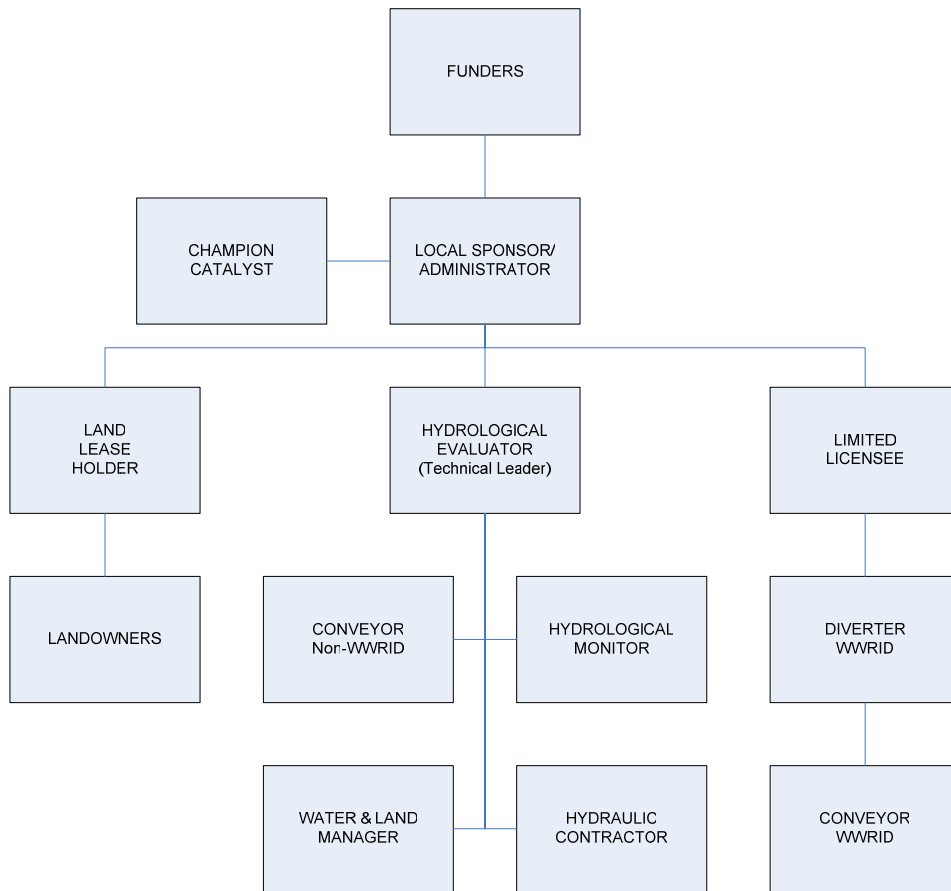 FUNDERS
CHAMPION
CATALYST
LOCAL SPONSOR/
ADMINISTRATOR
LAND
LEASE
HOLDER
HYDROLOGICAL
EVALUATOR
(Technical Leader)
LIMITED
LICENSEE
LANDOWNERS
CONVEYOR
Non-WWRID
HYDROLOGICAL
MONITOR
DIVERTER
WWRID
WATER & LAND
MANAGER
HYDRAULIC
CONTRACTOR
CONVEYOR
WWRID